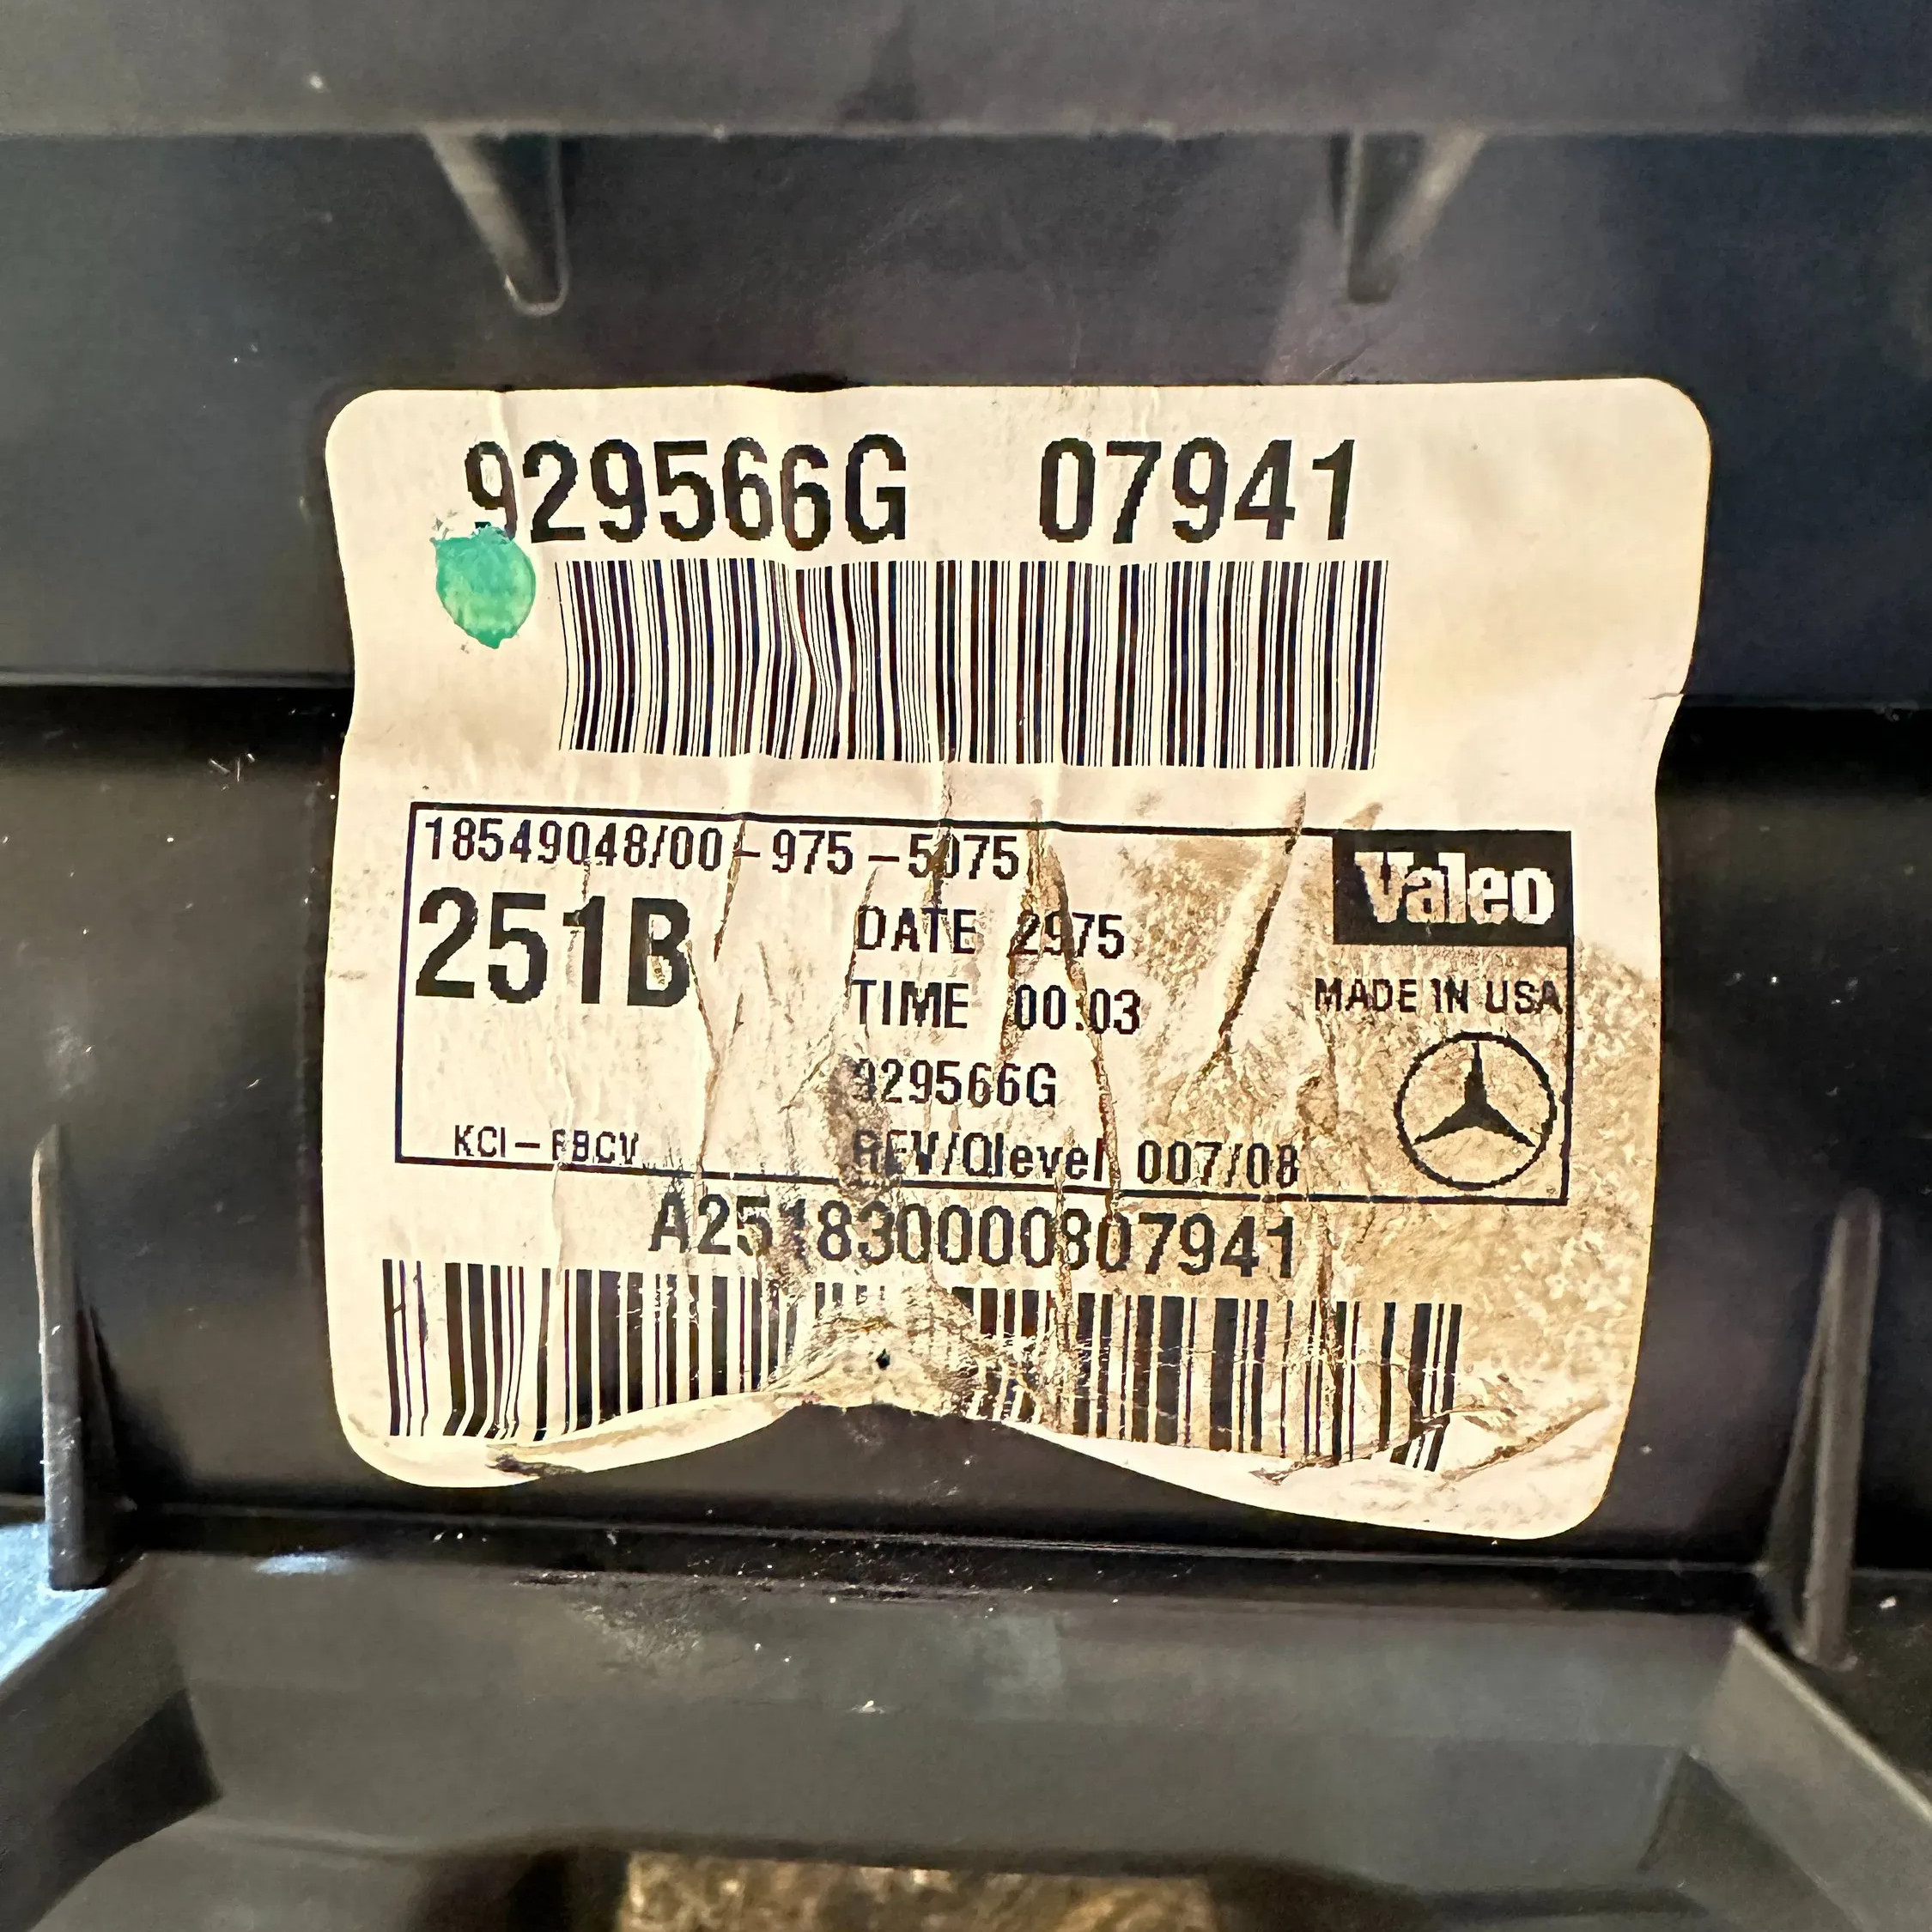 929566G 07941
18549048/00-975-5075
Valeo
251B
DATE 2975
MADE IN USA
TIME 00:03
929566G
REV/Qlevel 007/08
A251830000807941